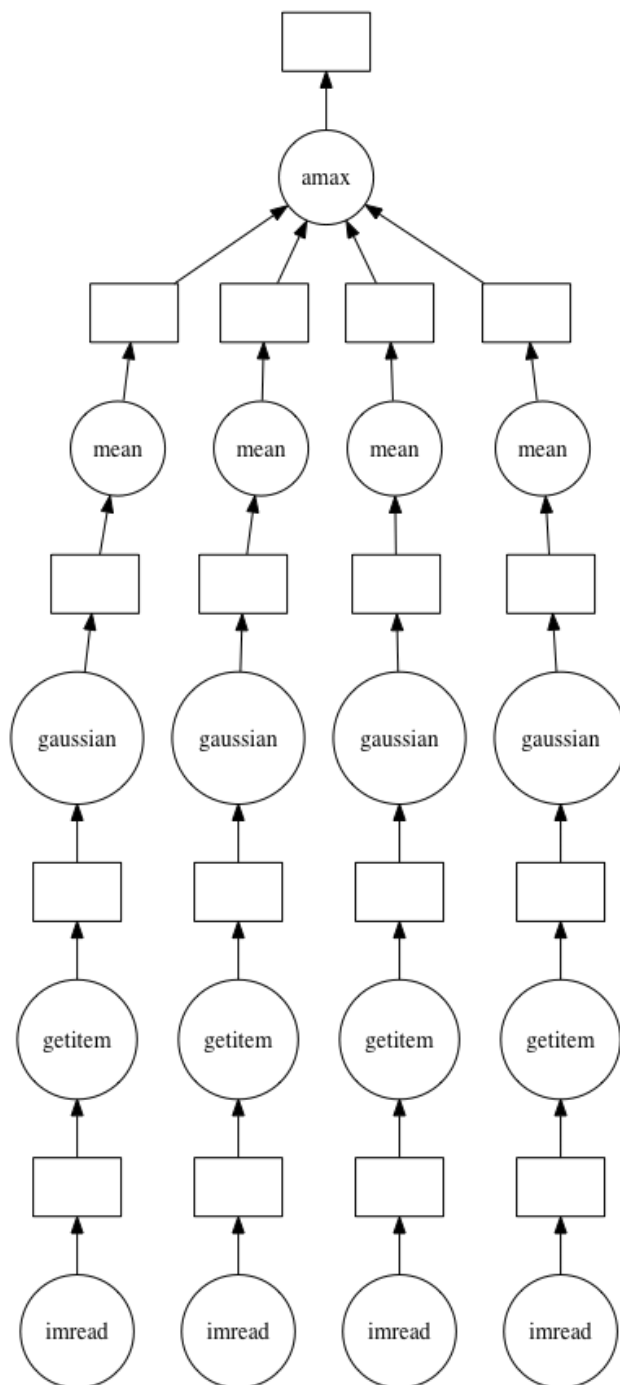 amax
mean mean mean mean
gaussian gaussian gaussian gaussian
getitem getitem getitem getitem
imread imread imread imread